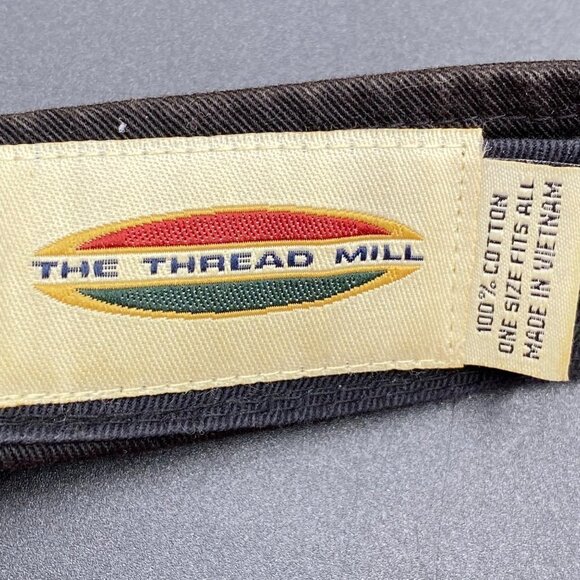 THE THREAD MILL
100% COTTON
ONE SIZE FITS ALL
MADE IN VIETNAM